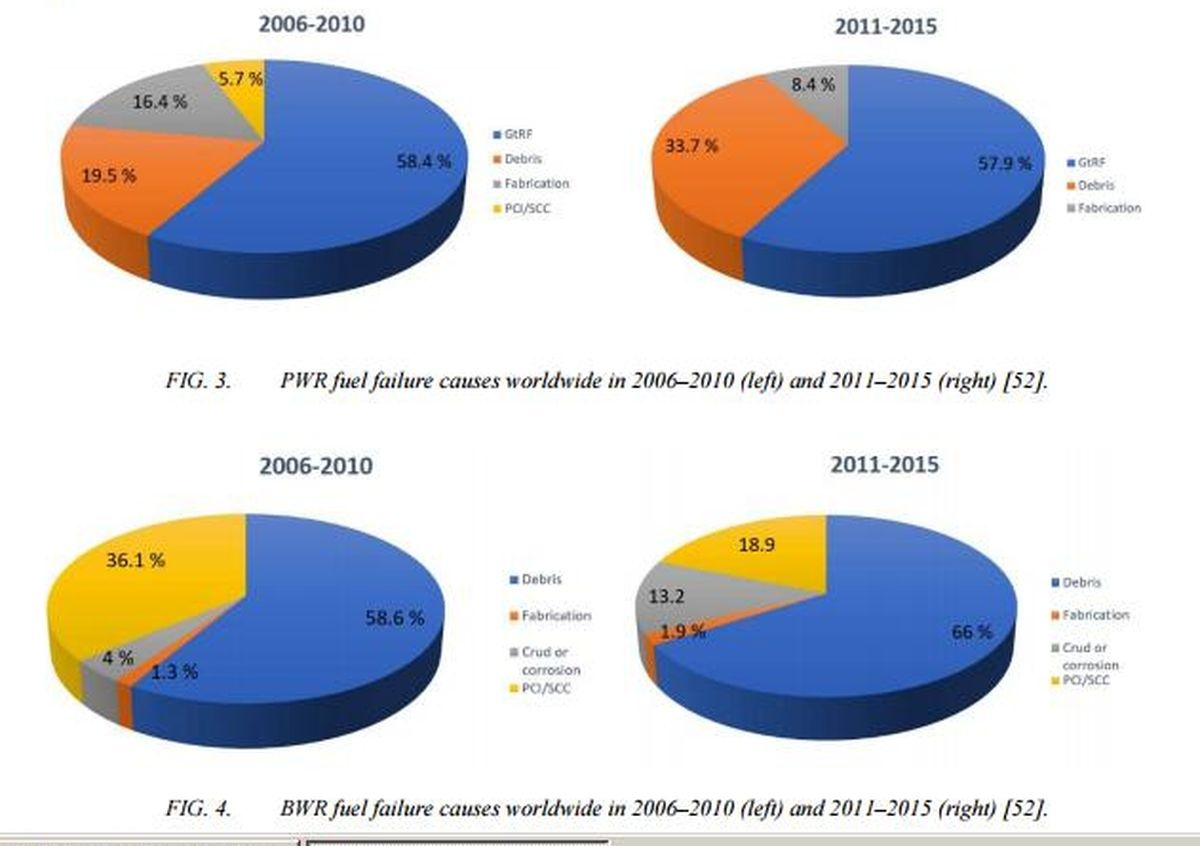 2006-2010
5.7 %
16.4 %
19.5 %
58.4 %
GtRF
Debris
Fabrication
PCI/SCC
2011-2015
8.4 %
33.7 %
57.9 %
GtRF
Debris
Fabrication
FIG. 3. PWR fuel failure causes worldwide in 2006–2010 (left) and 2011–2015 (right) [52].
2006-2010
36.1 %
58.6 %
4 %
1.3 %
Debris
Fabrication
Crud or
corrosion
PCI/SCC
2011-2015
18.9
13.2
1.9 %
66 %
Debris
Fabrication
Crud or
corrosion
PCI/SCC
FIG. 4. BWR fuel failure causes worldwide in 2006–2010 (left) and 2011–2015 (right) [52].